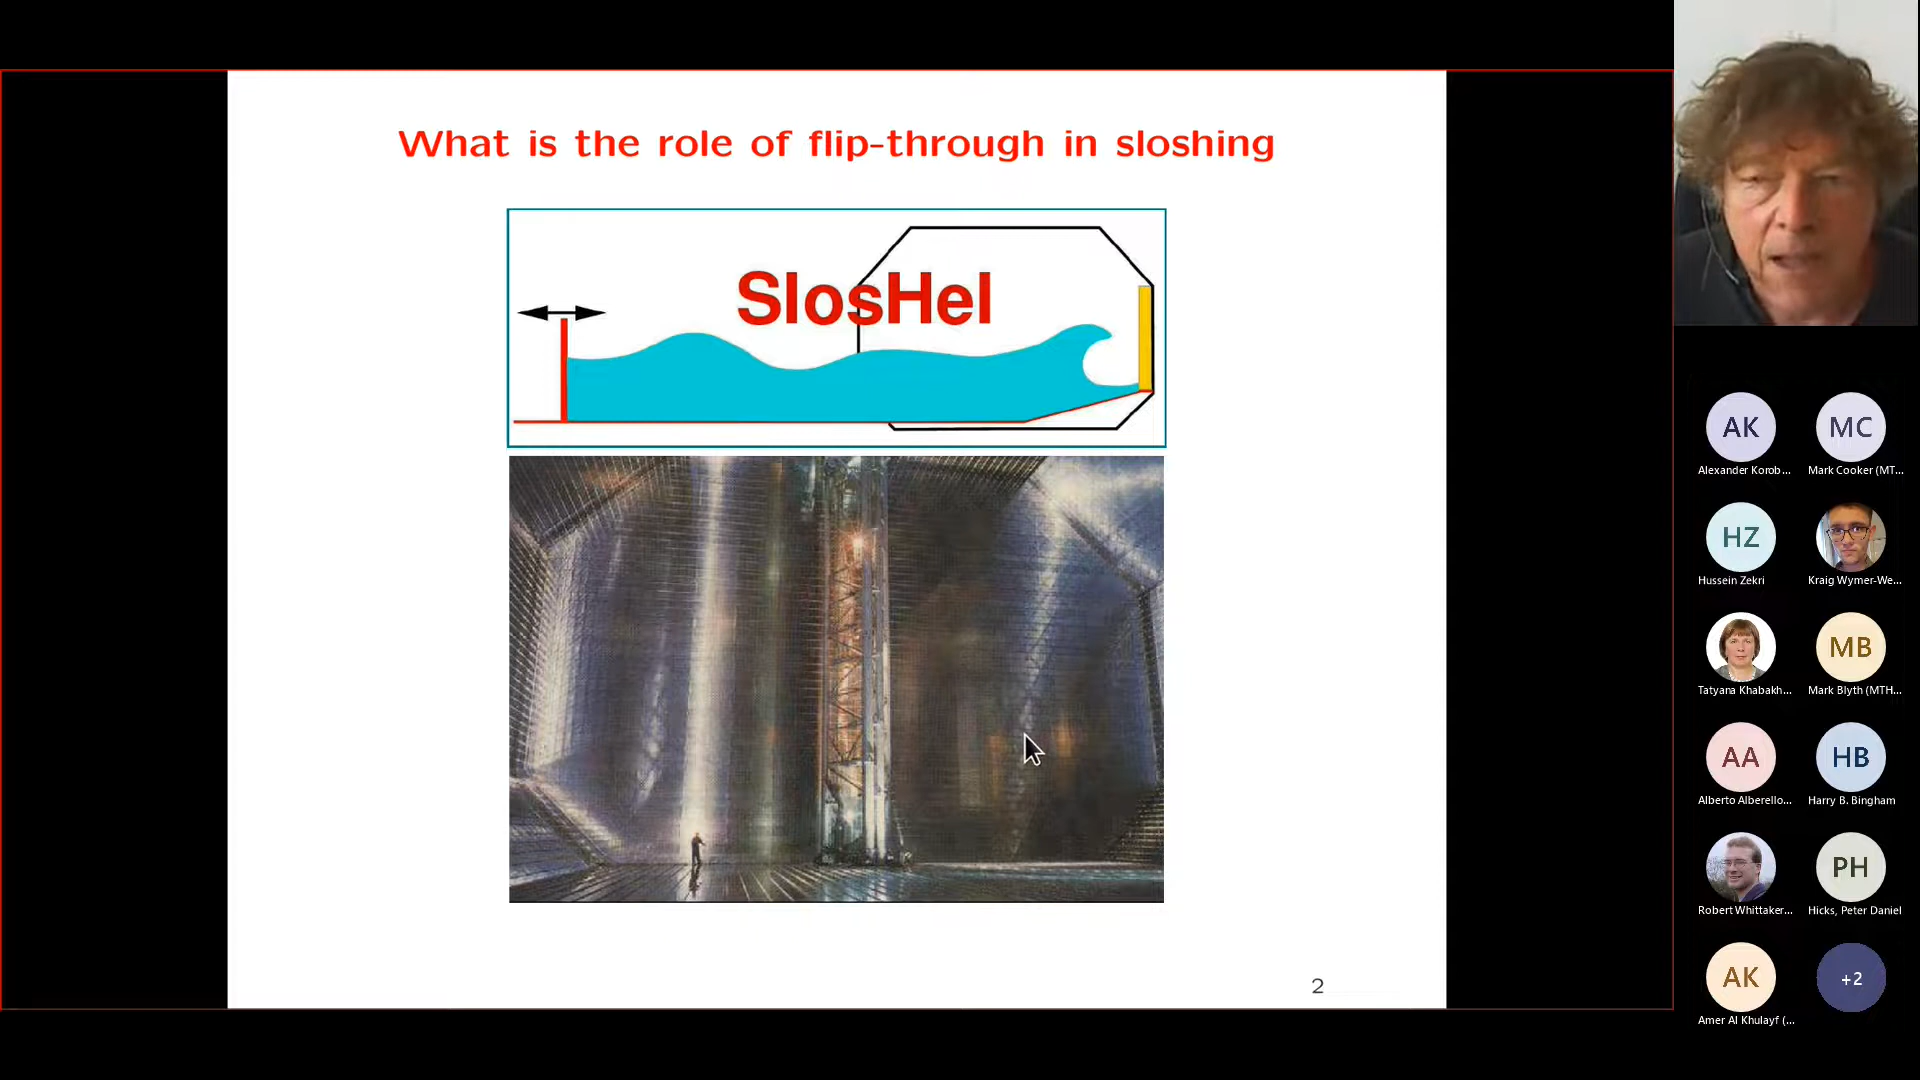 What is the role of flip-through in sloshing
SlosHel
2
AK
MC
Alexander Korob...
Mark Cooker (MT...
HZ
Hussein Zekri
Kraig Wymer-We...
MB
Tatyana Khabakh...
Mark Blyth (MTH...
AA
HB
Alberto Alberello...
Harry B. Bingham
PH
Robert Whittaker...
Hicks, Peter Daniel
AK
+2
Amer Al Khulayf (...